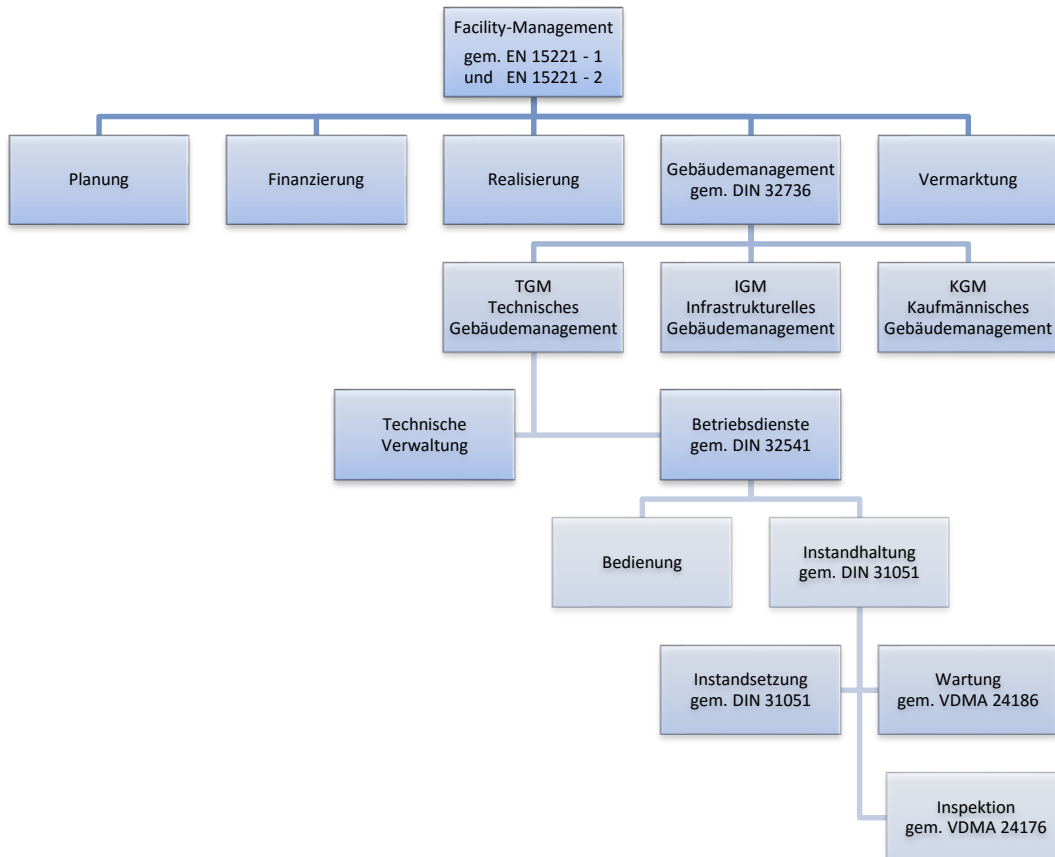 Facility-Management
gem. EN 15221 - 1
und EN 15221 - 2
Planung
Finanzierung
Realisierung
Gebäudemanagement
gem. DIN 32736
Vermarktung
TGM
Technisches
Gebäudemanagement
IGM
Infrastrukturelles
Gebäudemanagement
KGM
Kaufmännisches
Gebäudemanagement
Technische
Verwaltung
Betriebsdienste
gem. DIN 32541
Bedienung
Instandhaltung
gem. DIN 31051
Instandsetzung
gem. DIN 31051
Wartung
gem. VDMA 24186
Inspektion
gem. VDMA 24176